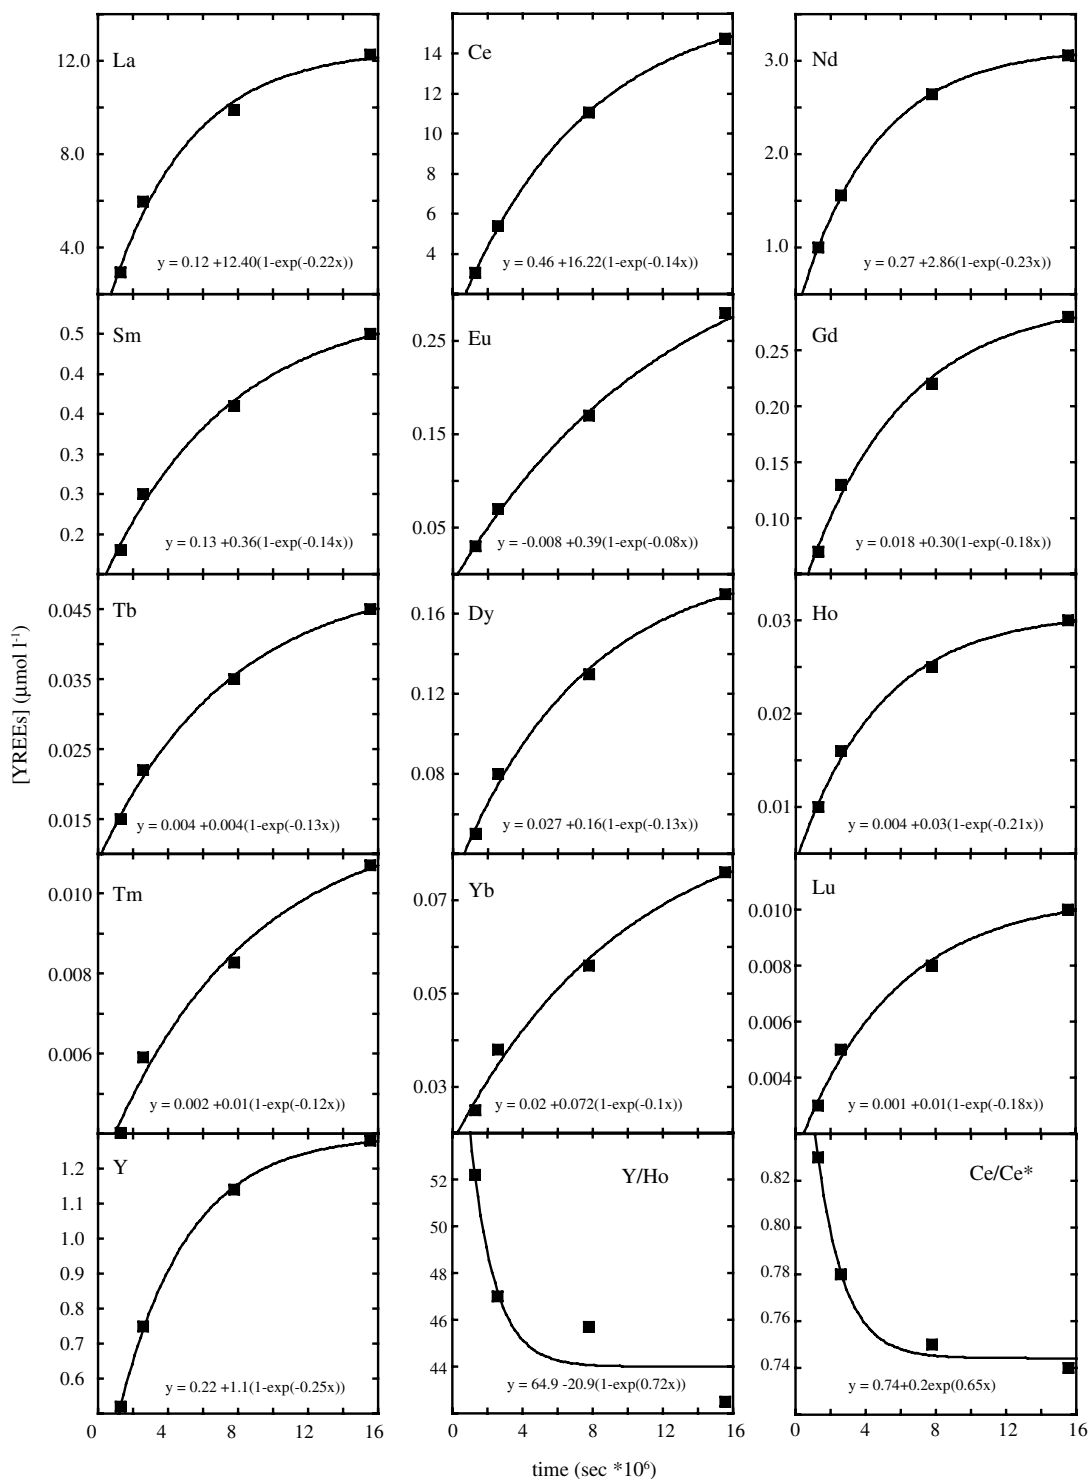 La
12.0
8.0
4.0
y = 0.12 +12.40(1-exp(-0.22x))
Ce
14
12
10
8
6
4
y = 0.46 +16.22(1-exp(-0.14x))
Nd
3.0
2.0
1.0
y = 0.27 +2.86(1-exp(-0.23x))
Sm
0.5
0.4
0.4
0.3
0.3
0.2
y = 0.13 +0.36(1-exp(-0.14x))
Eu
0.25
0.15
0.05
y = -0.008 +0.39(1-exp(-0.08x))
Gd
0.25
0.20
0.15
0.10
y = 0.018 +0.30(1-exp(-0.18x))
[YREEs] (μmol l⁻¹)
Tb
0.045
0.035
0.025
0.015
y = 0.004 +0.004(1-exp(-0.13x))
Dy
0.16
0.12
0.08
y = 0.027 +0.16(1-exp(-0.13x))
Ho
0.03
0.02
0.01
y = 0.004 +0.03(1-exp(-0.21x))
Tm
0.010
0.008
0.006
y = 0.002 +0.01(1-exp(-0.12x))
Yb
0.07
0.05
0.03
y = 0.02 +0.072(1-exp(-0.1x))
Lu
0.010
0.008
0.006
0.004
y = 0.001 +0.01(1-exp(-0.18x))
Y
1.2
1.1
1.0
0.9
0.8
0.7
0.6
y = 0.22 +1.1(1-exp(-0.25x))
0 4 8 12 16
Y/Ho
52
50
48
46
44
y = 64.9 -20.9(1-exp(0.72x))
0 4 8 12 16
Ce/Ce*
0.82
0.80
0.78
0.76
0.74
y = 0.74+0.2exp(0.65x)
0 4 8 12 16
time (sec *10⁶)